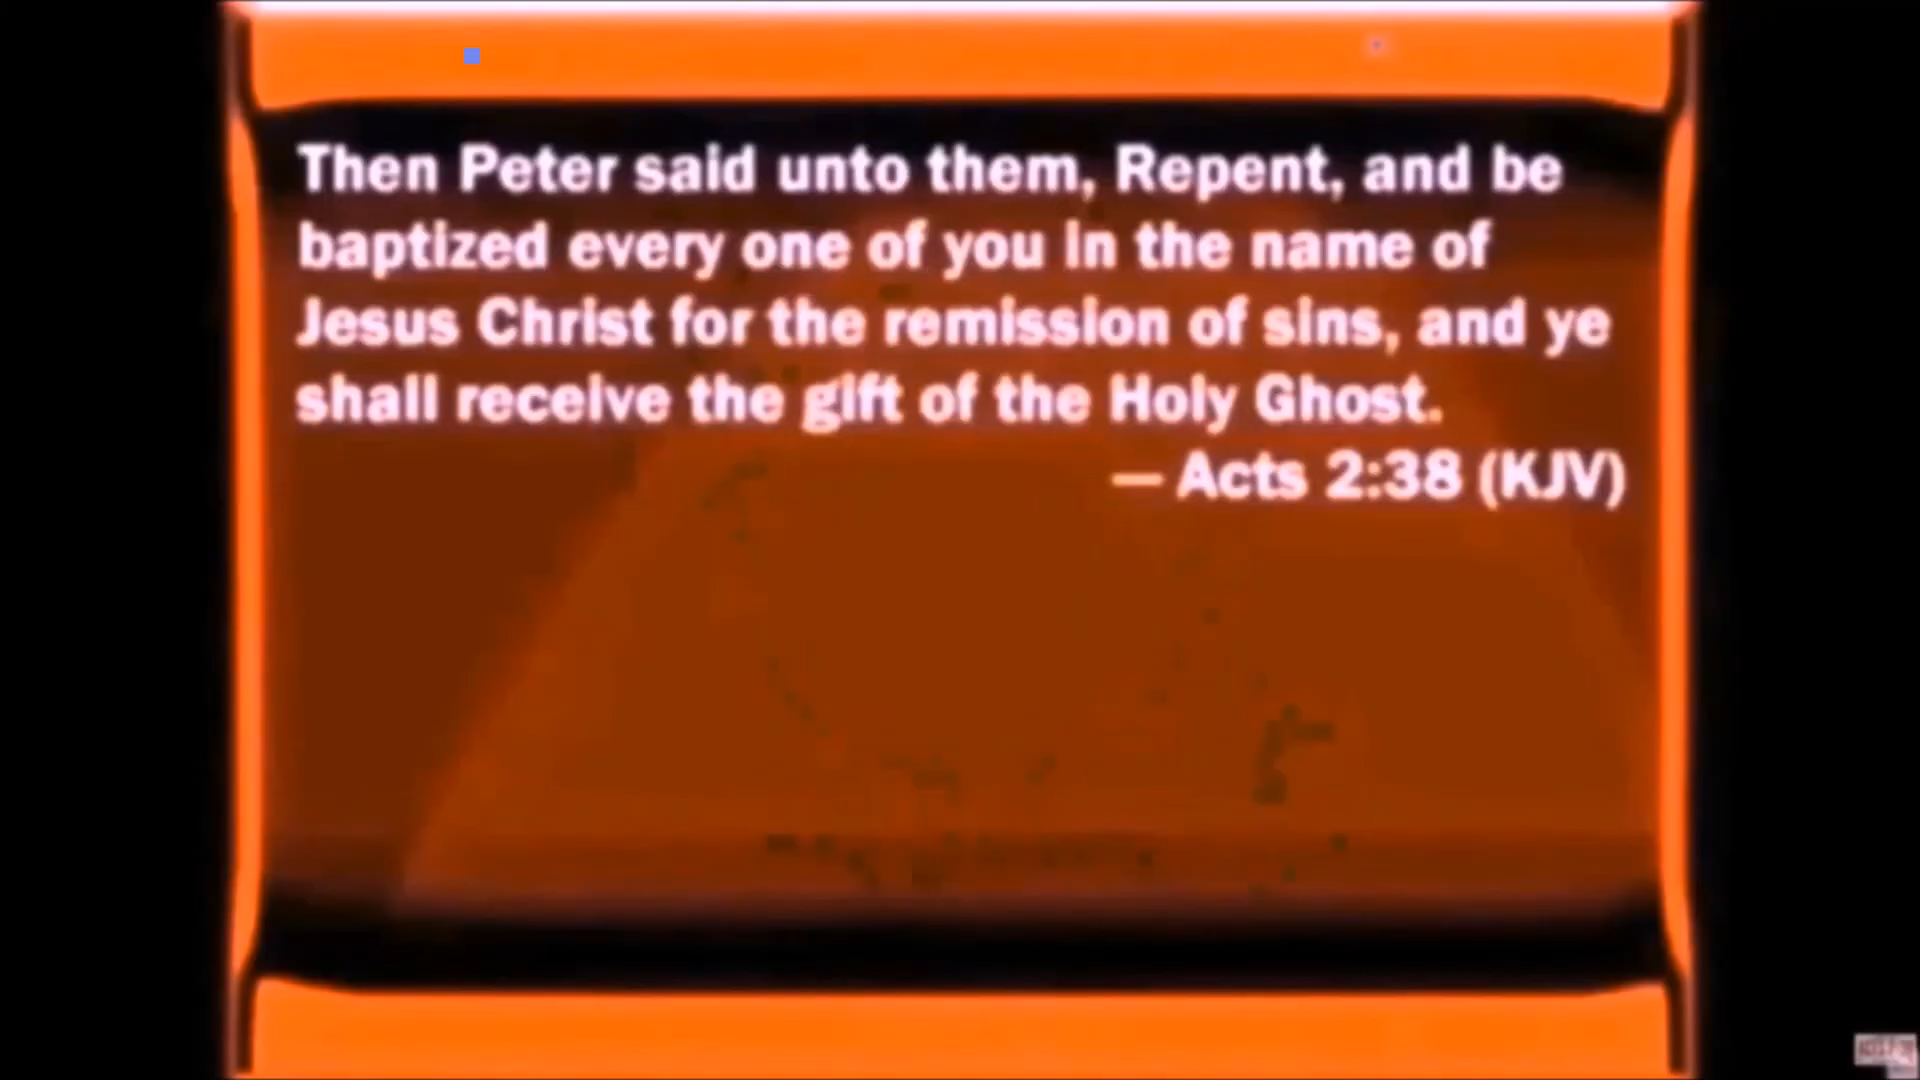 Then Peter said unto them, Repent, and be
baptized every one of you in the name of
Jesus Christ for the remission of sins, and ye
shall receive the gift of the Holy Ghost.
— Acts 2:38 (KJV)